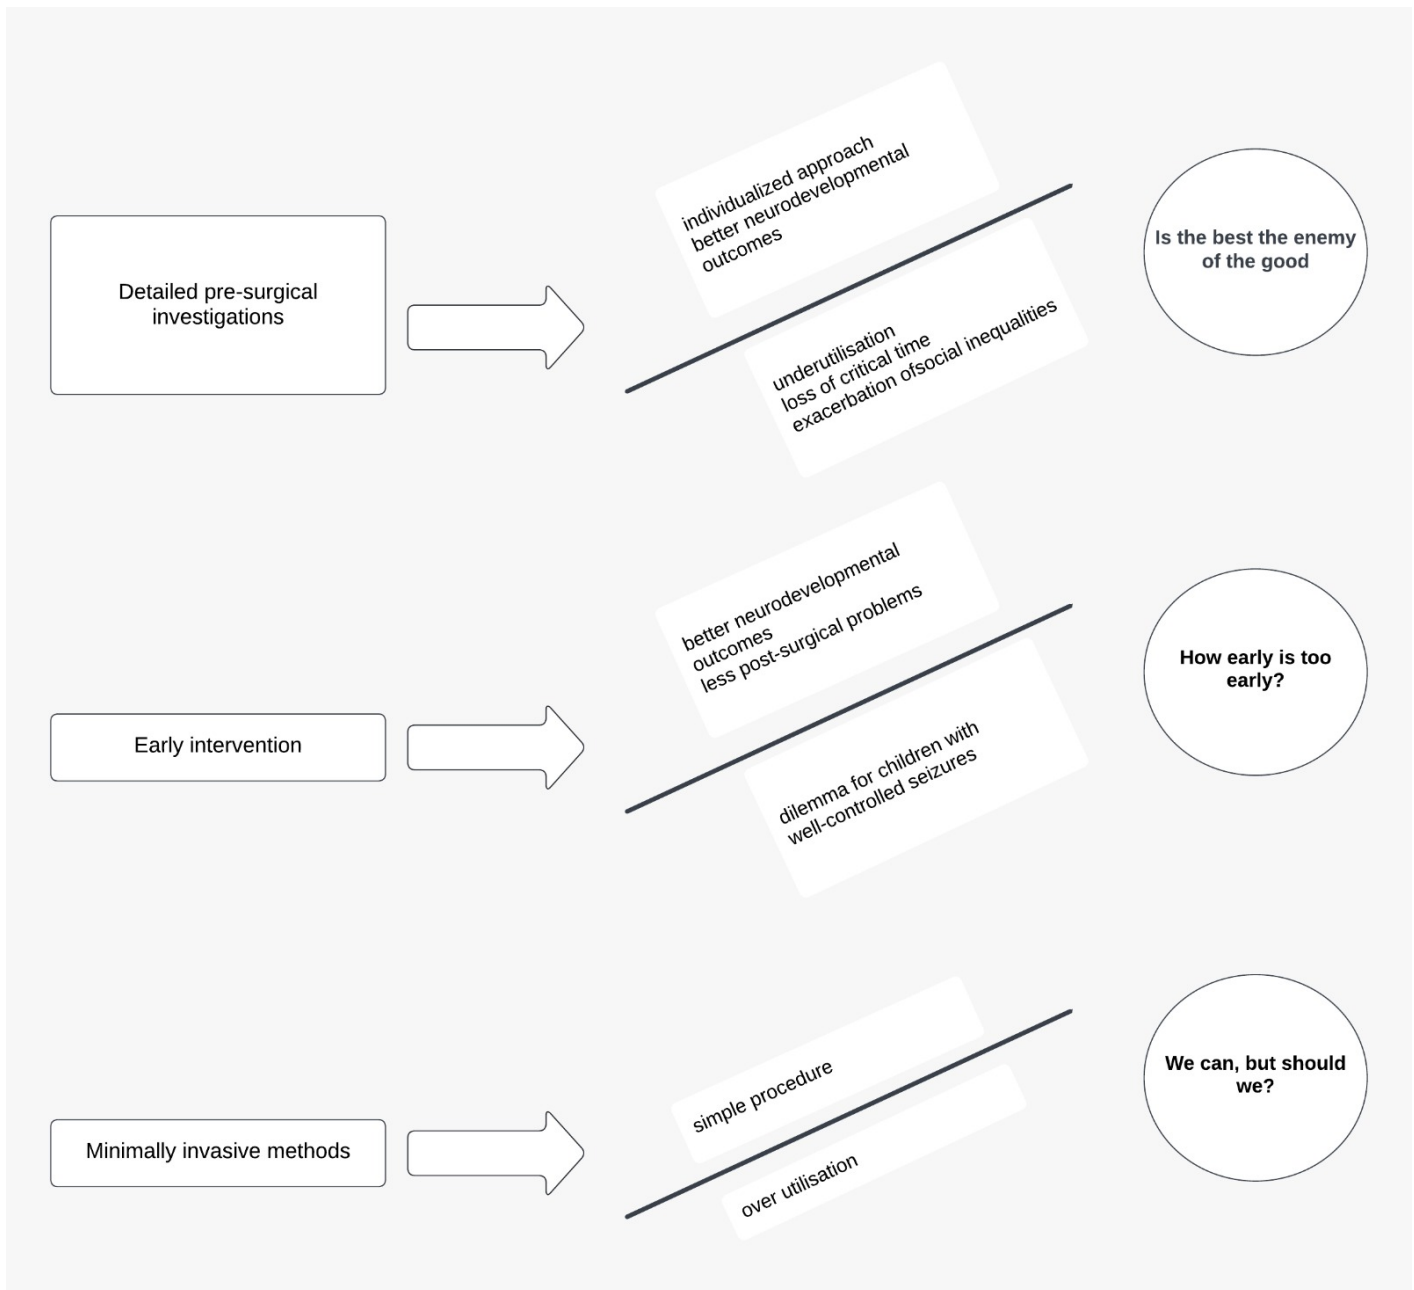 Detailed pre-surgical
investigations
individualized approach
better neurodevelopmental
outcomes
underutilisation
loss of critical time
exacerbation ofsocial inequalities
Is the best the enemy
of the good
Early intervention
better neurodevelopmental
outcomes
less post-surgical problems
dilemma for children with
well-controlled seizures
How early is too
early?
Minimally invasive methods
simple procedure
over utilisation
We can, but should
we?